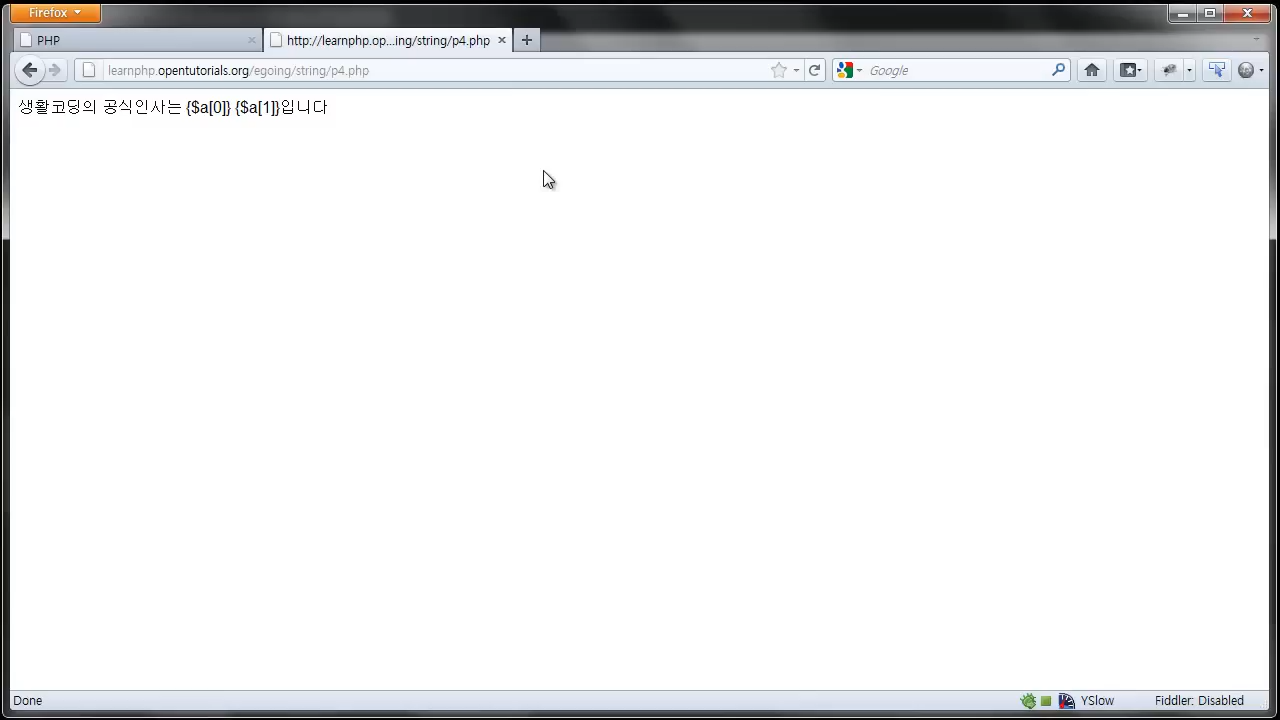 Firefox
PHP
http://learnphp.op...ing/string/p4.php
learnphp.opentutorials.org/egoing/string/p4.php
Google
생활코딩의 공식인사는 {$a[0]} {$a[1]}입니다
Done
YSlow
Fiddler: Disabled